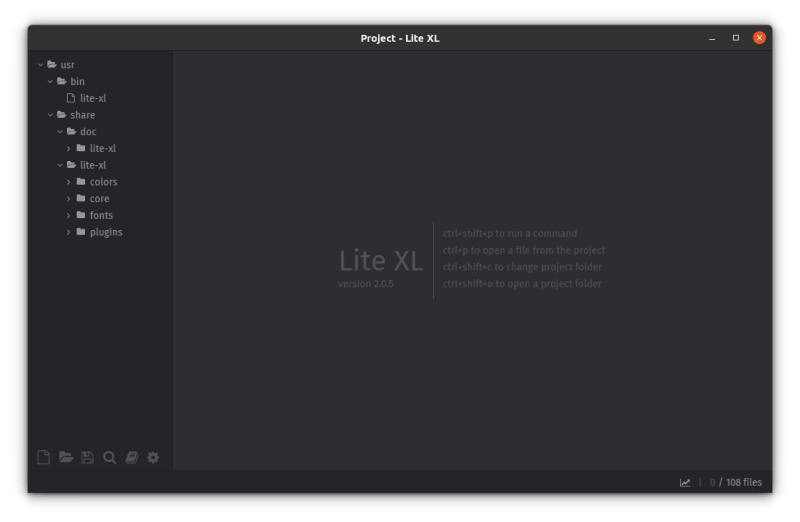 Project - Lite XL
usr
bin
lite-xl
share
doc
lite-xl
lite-xl
colors
core
fonts
plugins
Lite XL
version 2.0.5
ctrl+shift+p to run a command
ctrl+p to open a file from the project
ctrl+shift+c to change project folder
ctrl+shift+o to open a project folder
0 / 108 files